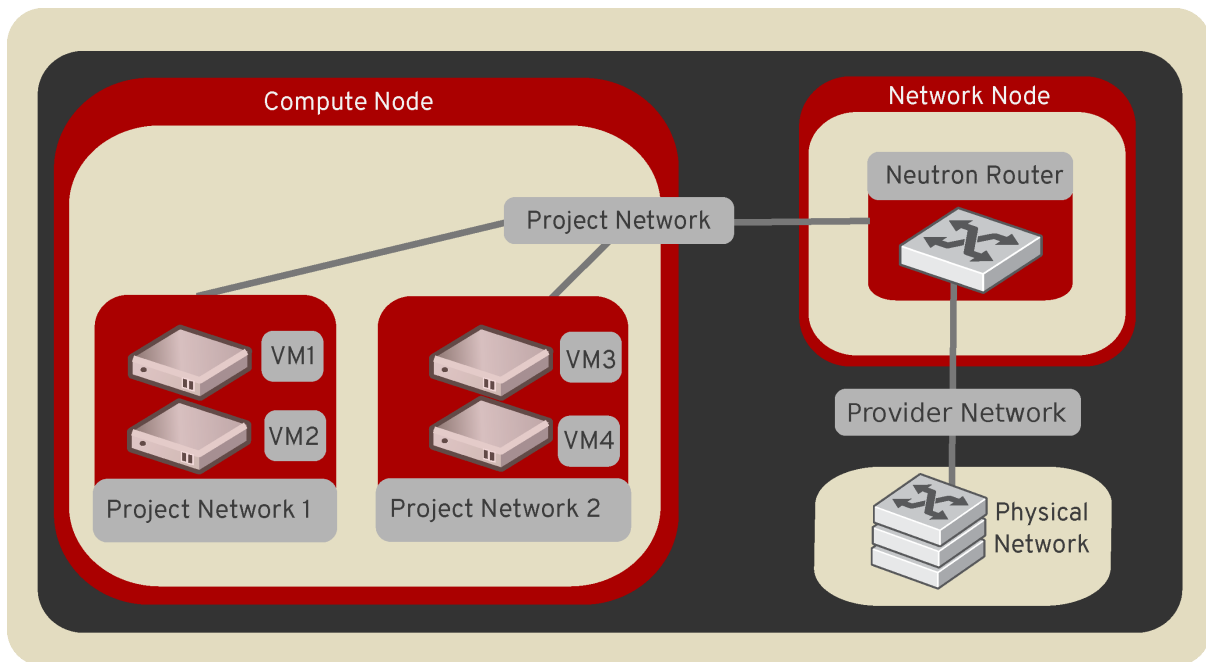 Compute Node
Network Node
Neutron Router
Project Network
VM1
VM2
VM3
VM4
Project Network 1
Project Network 2
Provider Network
Physical
Network